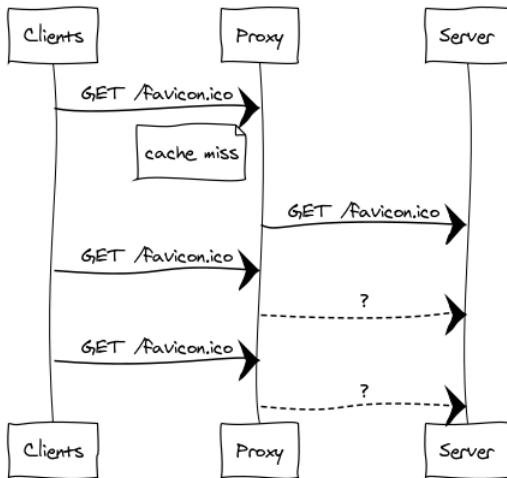 Clients
Proxy
Server
GET /favicon.ico
cache miss
GET /favicon.ico
GET /favicon.ico
?
GET /favicon.ico
?
Clients
Proxy
Server